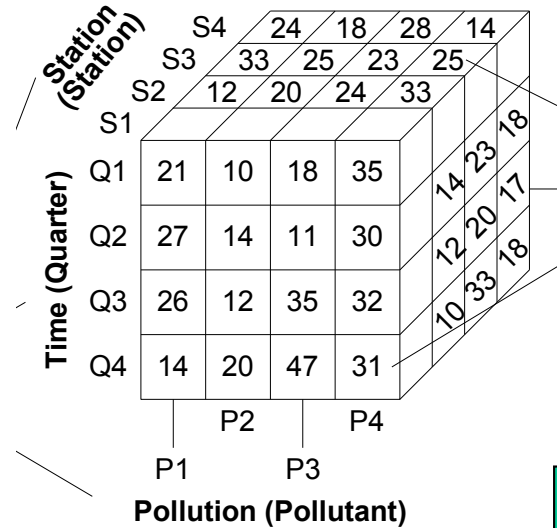 Station
(Station)
S4 24 18 28 14
S3 33 25 23 25
S2 12 20 24 33
S1
Time (Quarter)
Q1 21 10 18 35 14 23 18
Q2 27 14 11 30 12 20 17
Q3 26 12 35 32 10 33 18
Q4 14 20 47 31
P2 P4
P1 P3
Pollution (Pollutant)